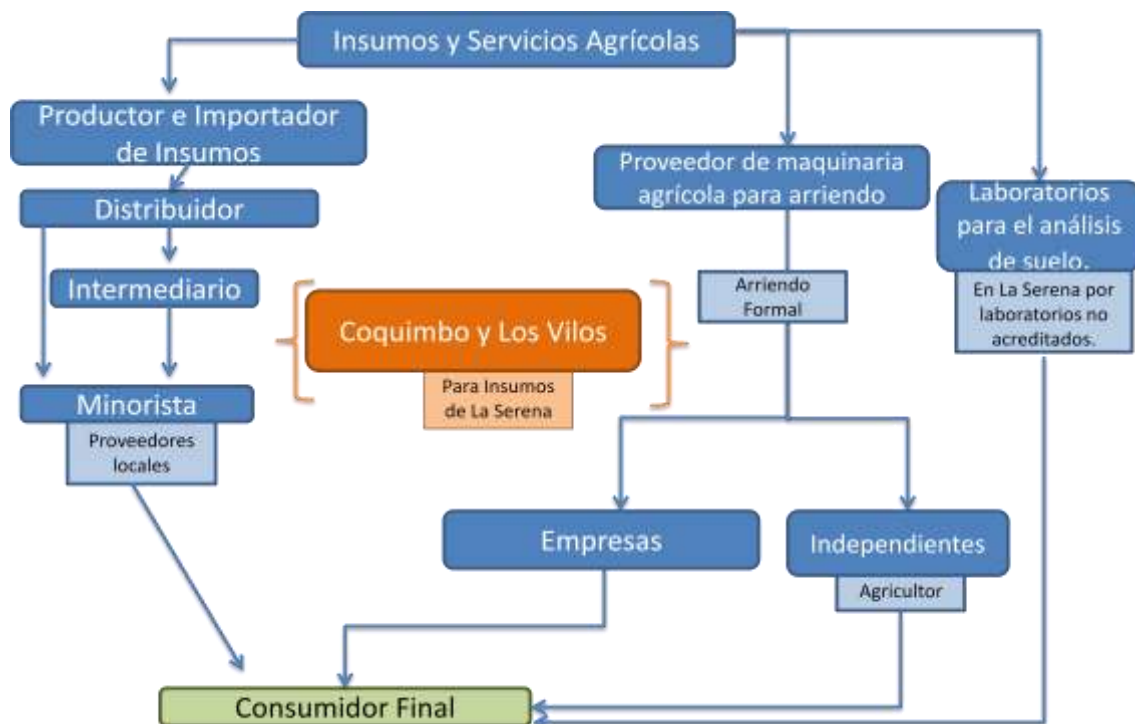 Insumos y Servicios Agrícolas
Productor e Importador
de Insumos
Proveedor de maquinaria
agrícola para arriendo
Laboratorios
para el análisis
de suelo.
Distribuidor
Intermediario
Arriendo
Formal
En La Serena por
laboratorios no
acreditados.
Coquimbo y Los Vilos
Para Insumos
de La Serena
Minorista
Proveedores
locales
Empresas
Independientes
Agricultor
Consumidor Final